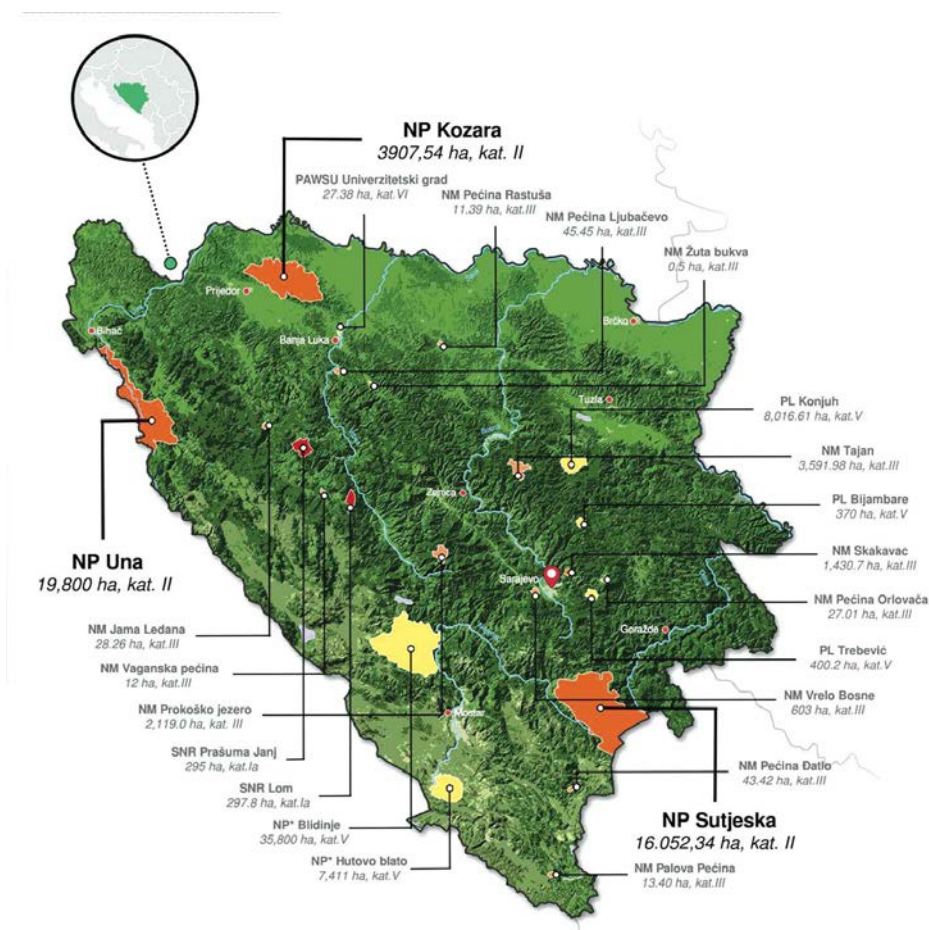 NP Kozara
3907,54 ha, kat. II
PAWSU Univerzitetski grad
27.38 ha, kat.VI
NM Pećina Rastuša
11.39 ha, kat.III
NM Pećina Ljubačevo
45.45 ha, kat.III
NM Žuta bukva
0.5 ha, kat.III
Prijedor
Bihać
Banja Luka
Brčko
Tuzla
PL Konjuh
8,016.61 ha, kat.V
NM Tajan
3,591.98 ha, kat.III
Zenica
PL Bijambare
370 ha, kat.V
NP Una
19,800 ha, kat. II
NM Skakavac
1,430.7 ha, kat.III
Sarajevo
NM Pećina Orlovača
27.01 ha, kat.III
Goražde
NM Jama Ledana
28.26 ha, kat.III
PL Trebević
400.2 ha, kat.V
NM Vaganska pećina
12 ha, kat.III
NM Vrelo Bosne
603 ha, kat.III
NM Prokoško jezero
2,119.0 ha, kat. III
Mostar
SNR Prašuma Janj
295 ha, kat.Ia
NM Pećina Đatlo
43.42 ha, kat.III
SNR Lom
297.8 ha, kat.Ia
NP Sutjeska
16.052,34 ha, kat. II
NP* Blidinje
35,800 ha, kat.V
NP* Hutovo blato
7,411 ha, kat.V
NM Palova Pećina
13.40 ha, kat.III